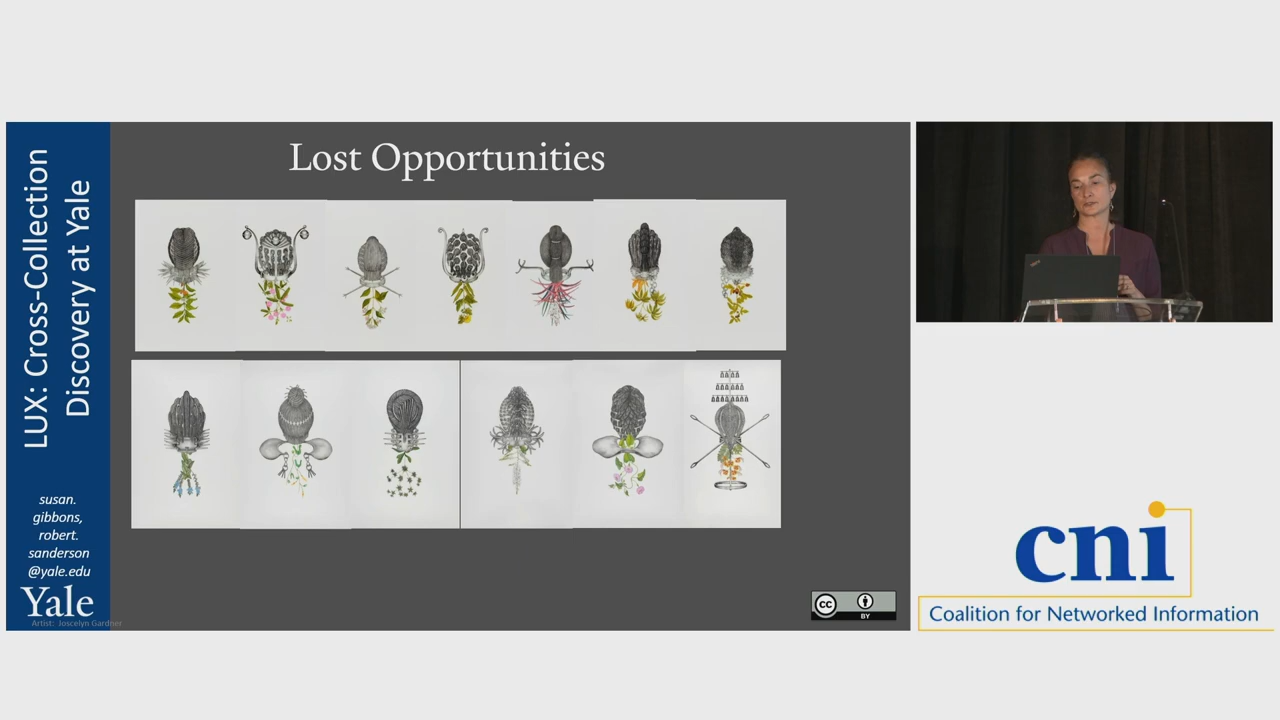 LUX: Cross-Collection
Discovery at Yale
susan.
gibbons,
robert.
sanderson
@yale.edu
Yale
Artist: Joscelyn Gardner
Lost Opportunities
cc
BY
cni
Coalition for Networked Information